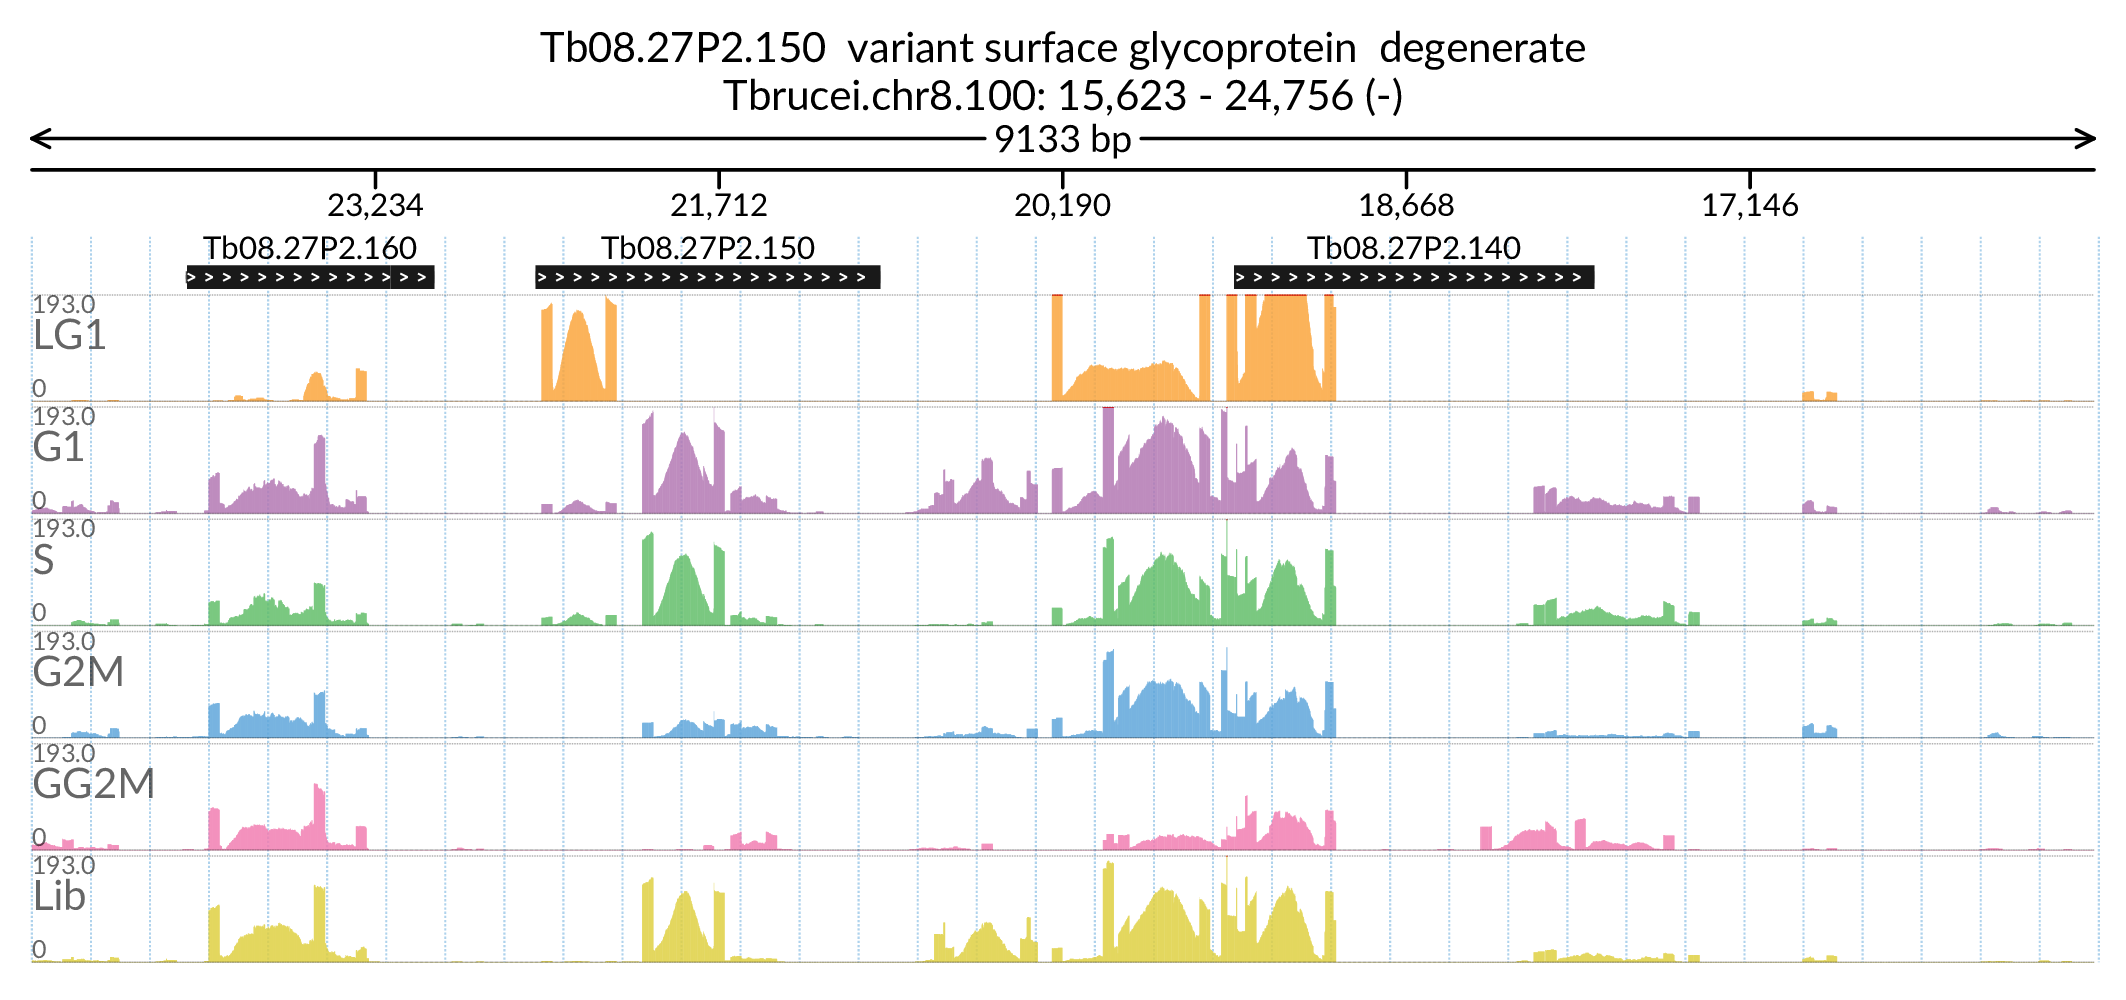 Tb08.27P2.150  variant surface glycoprotein  degenerate
Tbrucei.chr8.100: 15,623 - 24,756 (-)
9133 bp
23,234 21,712 20,190 18,668 17,146
Tb08.27P2.160 Tb08.27P2.150 Tb08.27P2.140
193.0
LG1
0
193.0
G1
0
193.0
S
0
193.0
G2M
0
193.0
GG2M
0
193.0
Lib
0